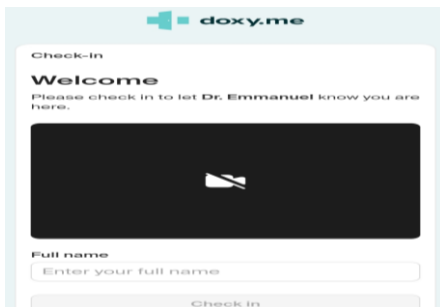 doxy.me
Check-in
Welcome
Please check in to let Dr. Emmanuel know you are
here.
Full name
Enter your full name
Check in